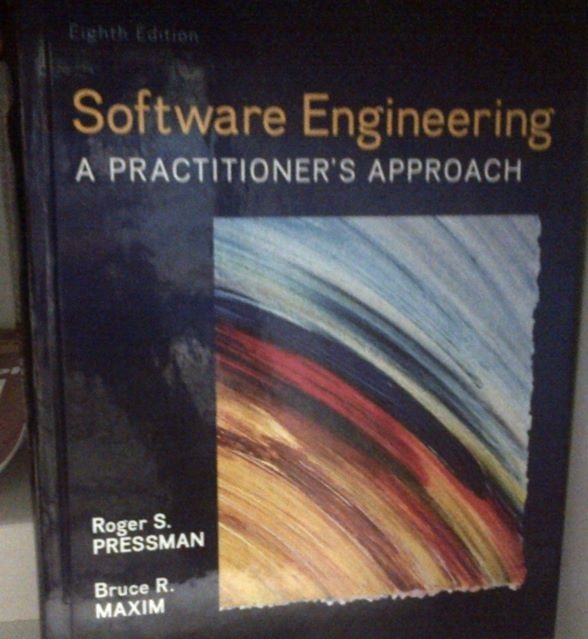 Eighth Edition
Software Engineering
A PRACTITIONER'S APPROACH
Roger S.
PRESSMAN
Bruce R.
MAXIM